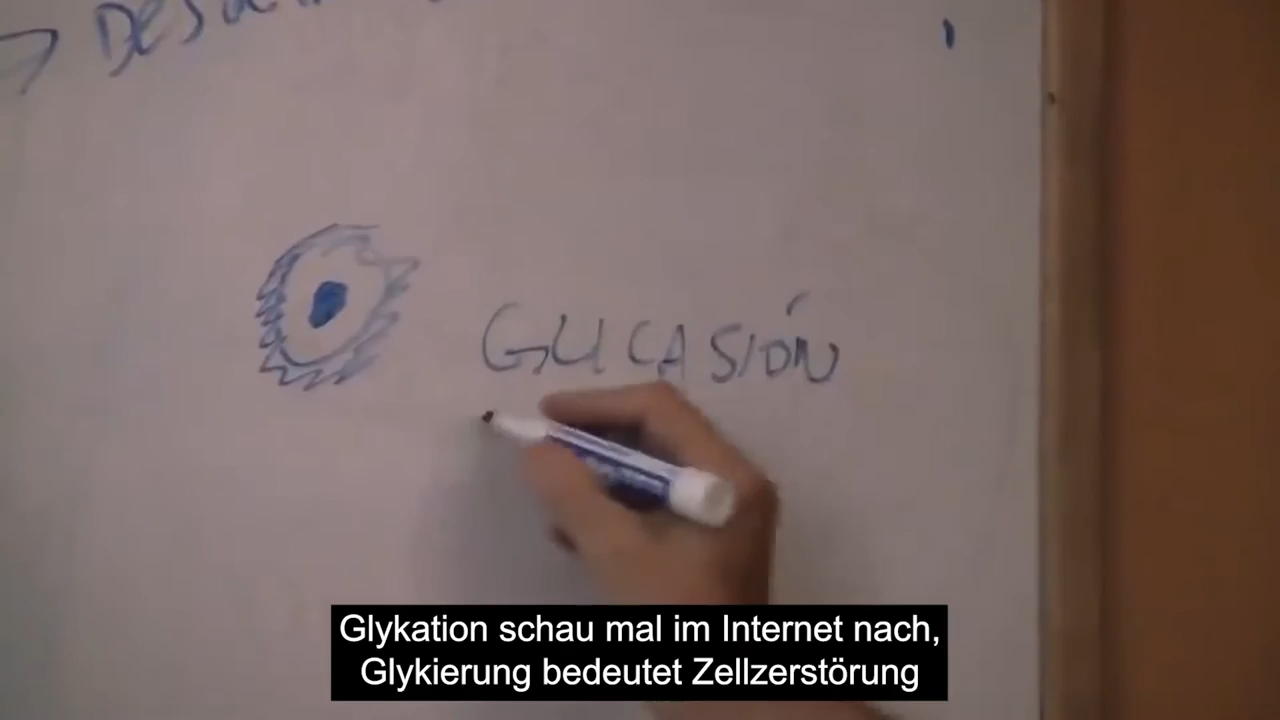 GLICASIÓN
Glykation schau mal im Internet nach,
Glykierung bedeutet Zellzerstörung